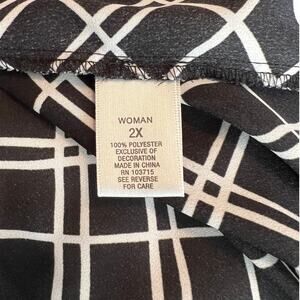 WOMAN
2X
100% POLYESTER
EXCLUSIVE OF
DECORATION
MADE IN CHINA
RN 103715
SEE REVERSE
FOR CARE